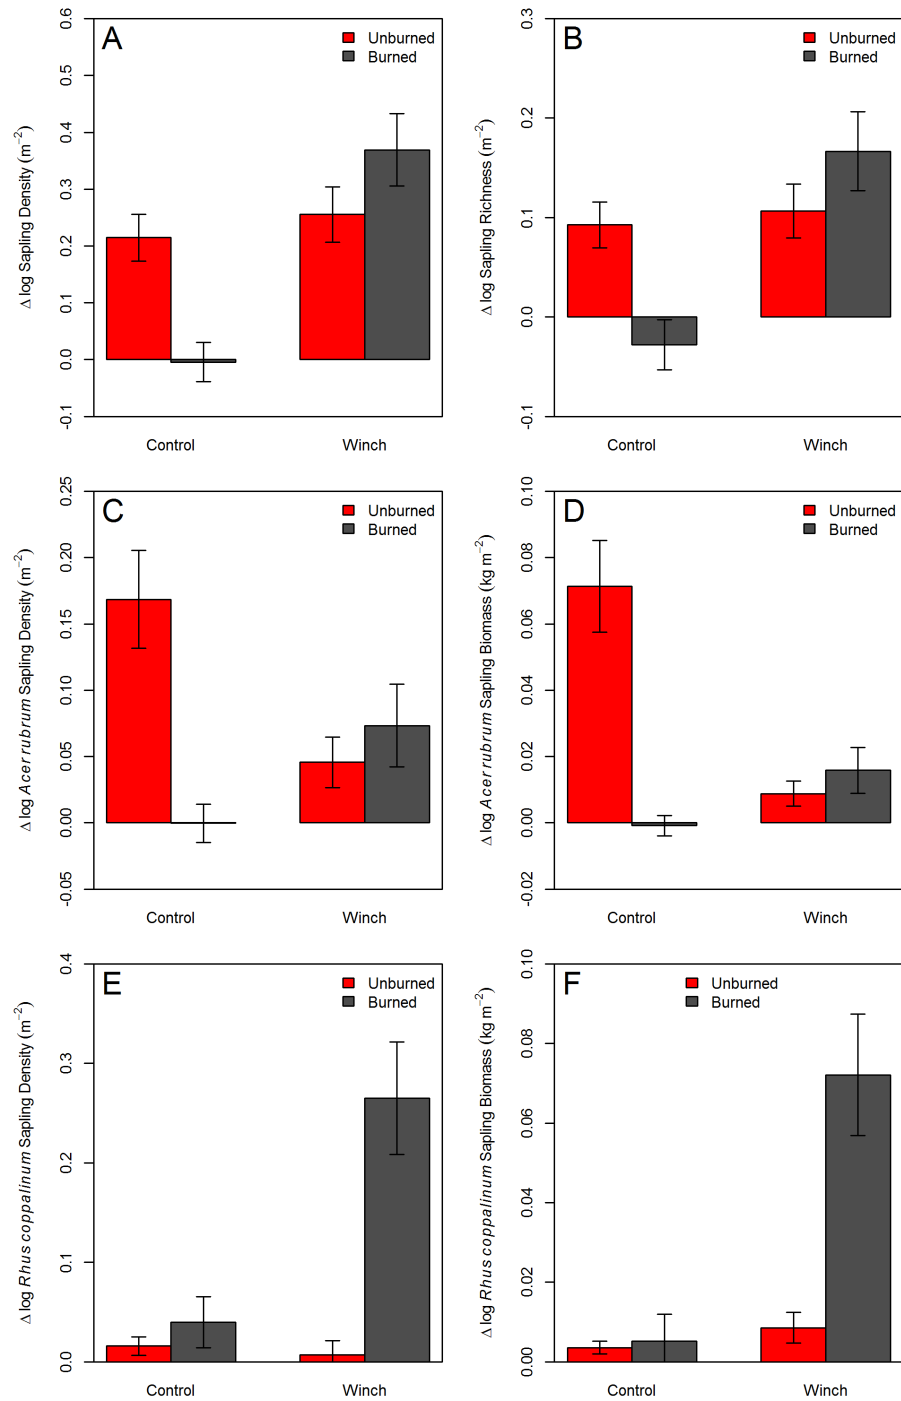 A
Unburned
Burned
Δ log Sapling Density (m⁻²)
0.6
0.5
0.4
0.3
0.2
0.1
0.0
-0.1
Control
Winch
B
Unburned
Burned
Δ log Sapling Richness (m⁻²)
0.3
0.2
0.1
0.0
-0.1
Control
Winch
C
Unburned
Burned
Δ log Acer rubrum Sapling Density (m⁻²)
0.25
0.20
0.15
0.10
0.05
0.00
-0.05
Control
Winch
D
Unburned
Burned
Δ log Acer rubrum Sapling Biomass (kg m⁻²)
0.10
0.08
0.06
0.04
0.02
0.00
-0.02
Control
Winch
E
Unburned
Burned
Δ log Rhus coppalinum Sapling Density (m⁻²)
0.4
0.3
0.2
0.1
0.0
Control
Winch
F
Unburned
Burned
Δ log Rhus coppalinum Sapling Biomass (kg m⁻²)
0.10
0.08
0.06
0.04
0.02
0.00
Control
Winch